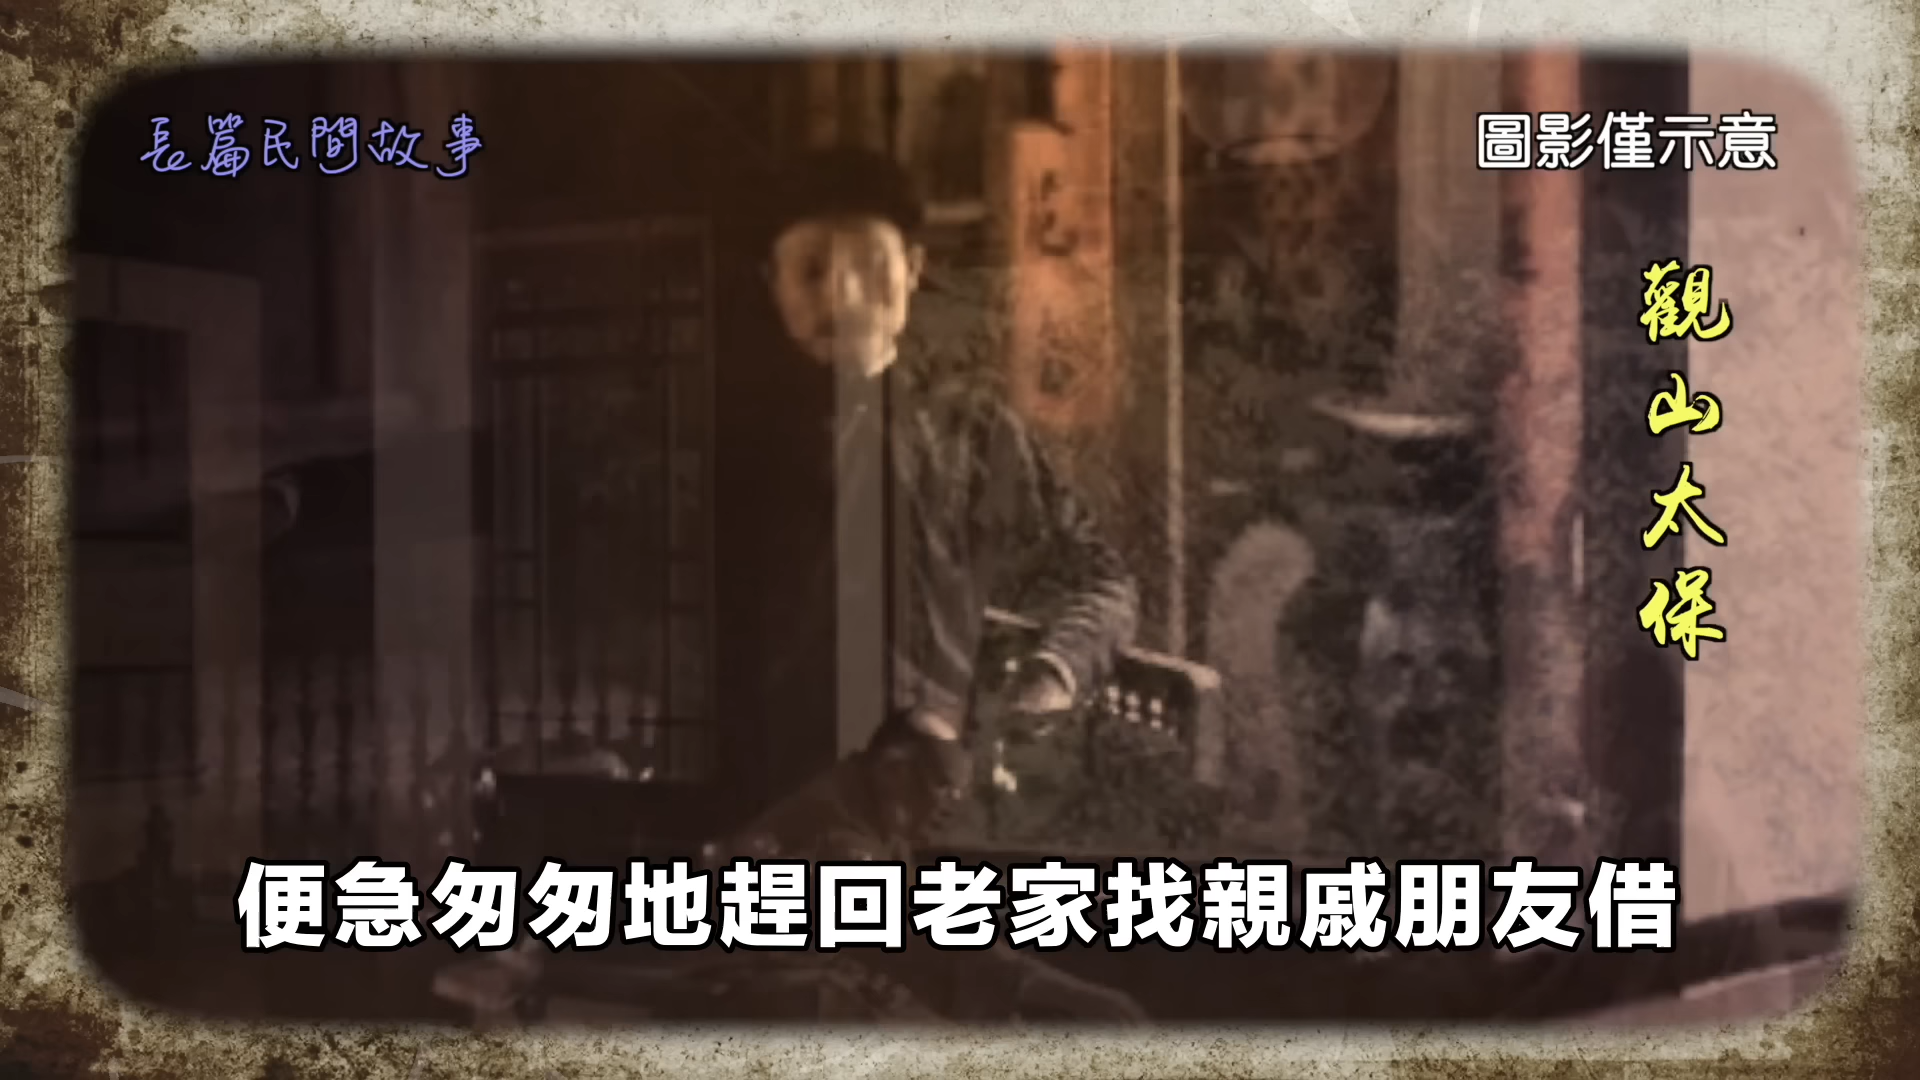 長篇民間故事
圖影僅示意
觀山太保
便急匆匆地趕回老家找親戚朋友借